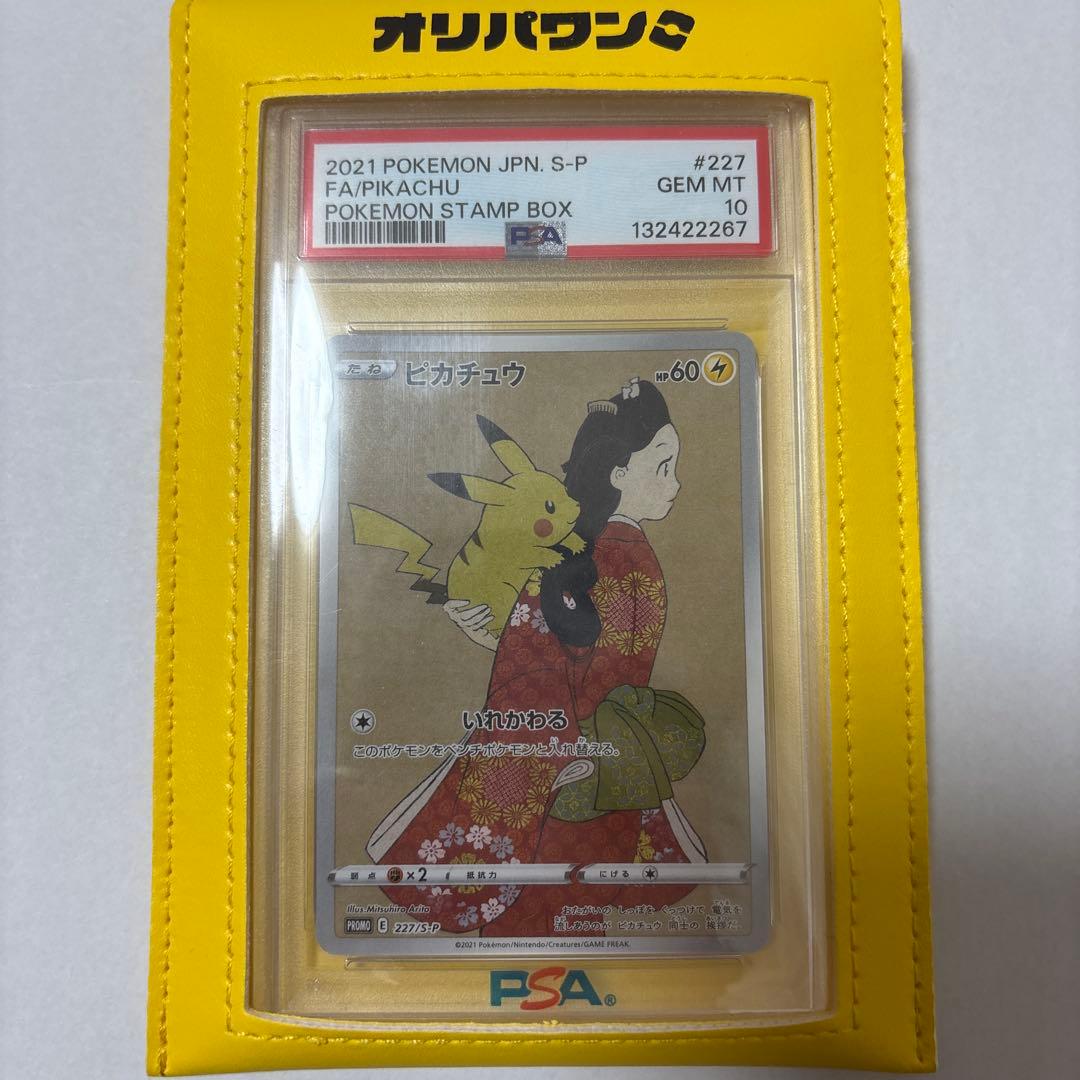 オリパワン
2021 POKEMON JPN. S-P #227
FA/PIKACHU GEM MT
POKEMON STAMP BOX 10
PSA 132422267
たね ピカチュウ HP60
いれかわる
このポケモンをベンチポケモンと入れ替える。
弱点 ×2 抵抗力 にげる
Illus.Mitsuhiro Arita
おたがいの しっぽを くっつけて 電気を
流しあうのが ピカチュウ 同士の 挨拶だ。
PROMO E 227/S-P
©2021 Pokémon/Nintendo/Creatures/GAME FREAK.
PSA®